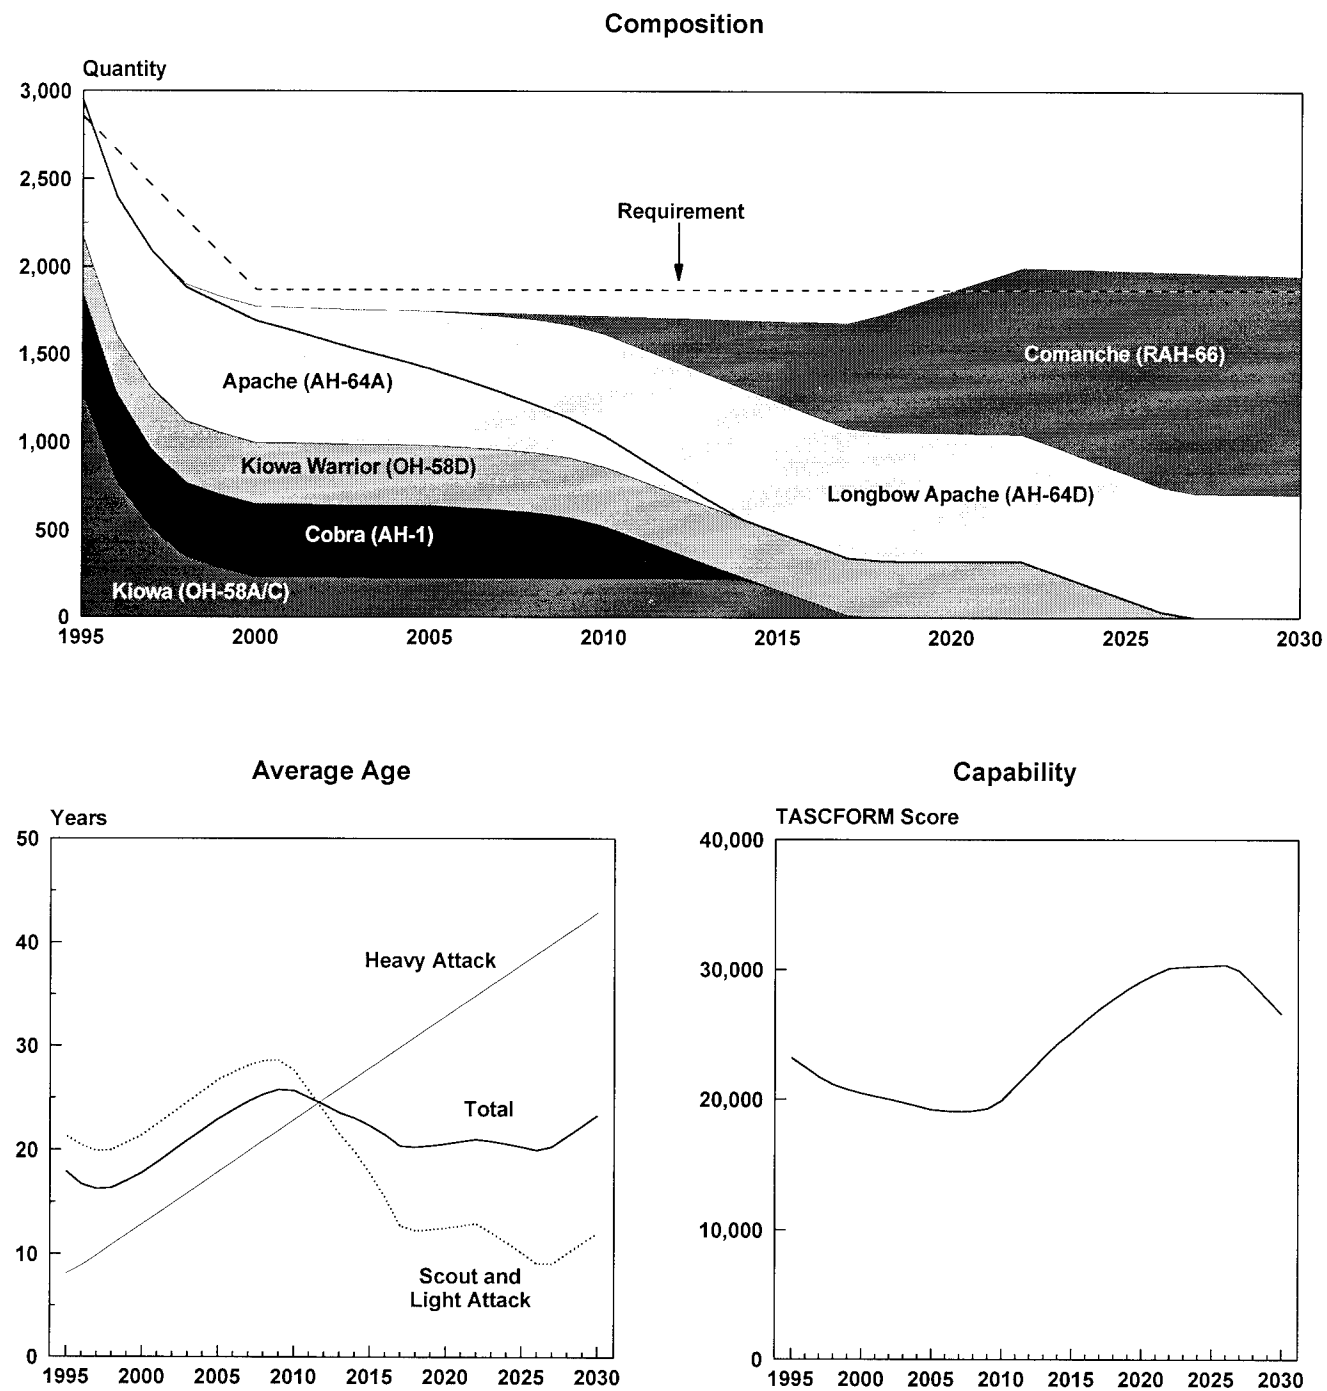 Composition
Quantity
3,000
2,500
Requirement
2,000
1,500
Comanche (RAH-66)
Apache (AH-64A)
1,000
Kiowa Warrior (OH-58D)
Longbow Apache (AH-64D)
500
Cobra (AH-1)
Kiowa (OH-58A/C)
0
1995 2000 2005 2010 2015 2020 2025 2030
Average Age
Years
50
40
Heavy Attack
30
Total
20
10
Scout and
Light Attack
0
1995 2000 2005 2010 2015 2020 2025 2030
Capability
TASCFORM Score
40,000
30,000
20,000
10,000
0
1995 2000 2005 2010 2015 2020 2025 2030